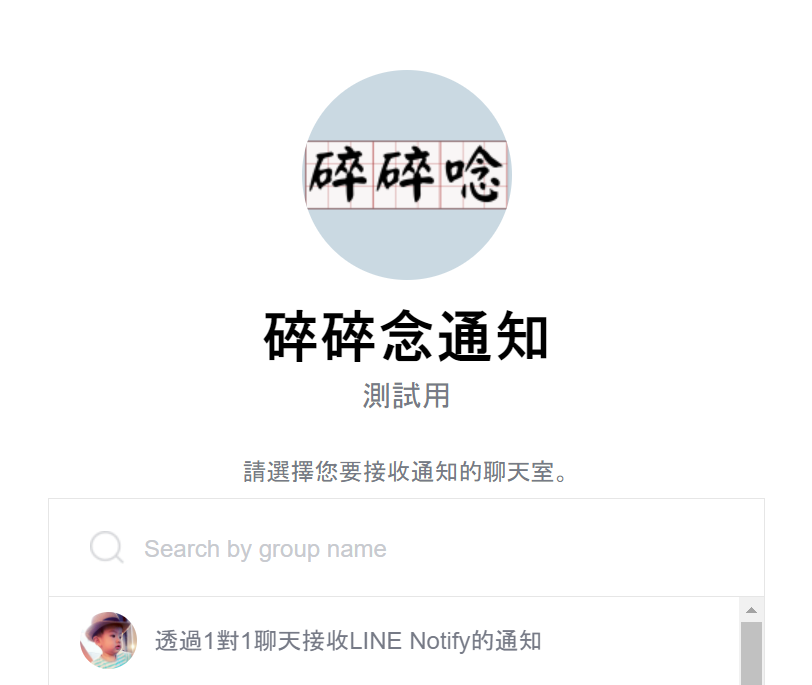 碎碎唸
碎碎念通知
測試用
請選擇您要接收通知的聊天室。
Search by group name
透過1對1聊天接收LINE Notify的通知